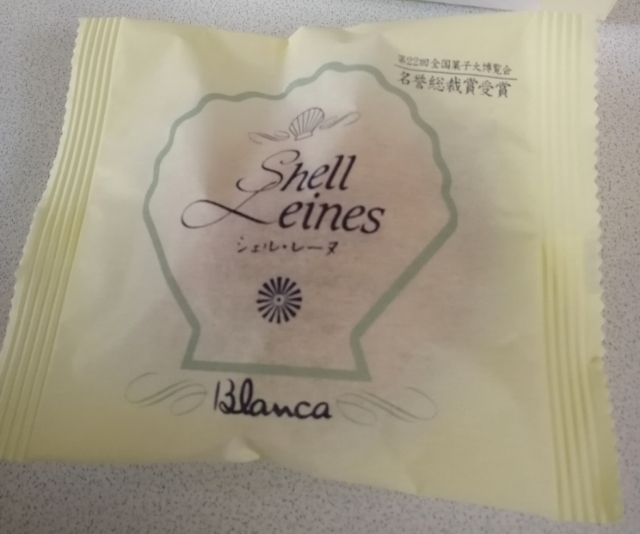 第22回全国菓子大博覧会
名誉総裁賞受賞
Shell
Leines
シェル・レーヌ
Blanca